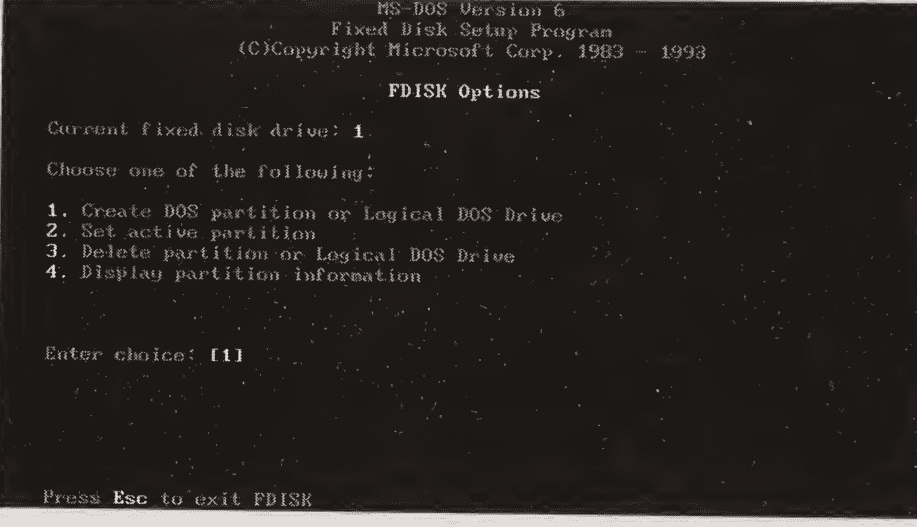 MS-DOS Version 6
Fixed Disk Setup Program
(C)Copyright Microsoft Corp. 1983 - 1993
FDISK Options
Current fixed disk drive: 1
Choose one of the following:
1. Create DOS partition or Logical DOS Drive
2. Set active partition
3. Delete partition or Logical DOS Drive
4. Display partition information
Enter choice: [1]
Press Esc to exit FDISK